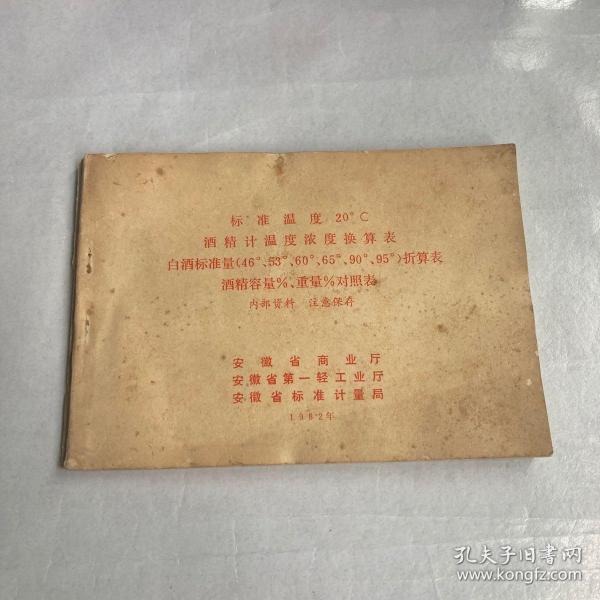 标准温度20°C
酒精计温度浓度换算表
白酒标准量(46°、53°、60°、65°、90°、95°)折算表
酒精容量%、重量%对照表
内部资料 注意保存
安徽省商业厅
安徽省第一轻工业厅
安徽省标准计量局
1982年
孔夫子旧书网
www.kongfz.com